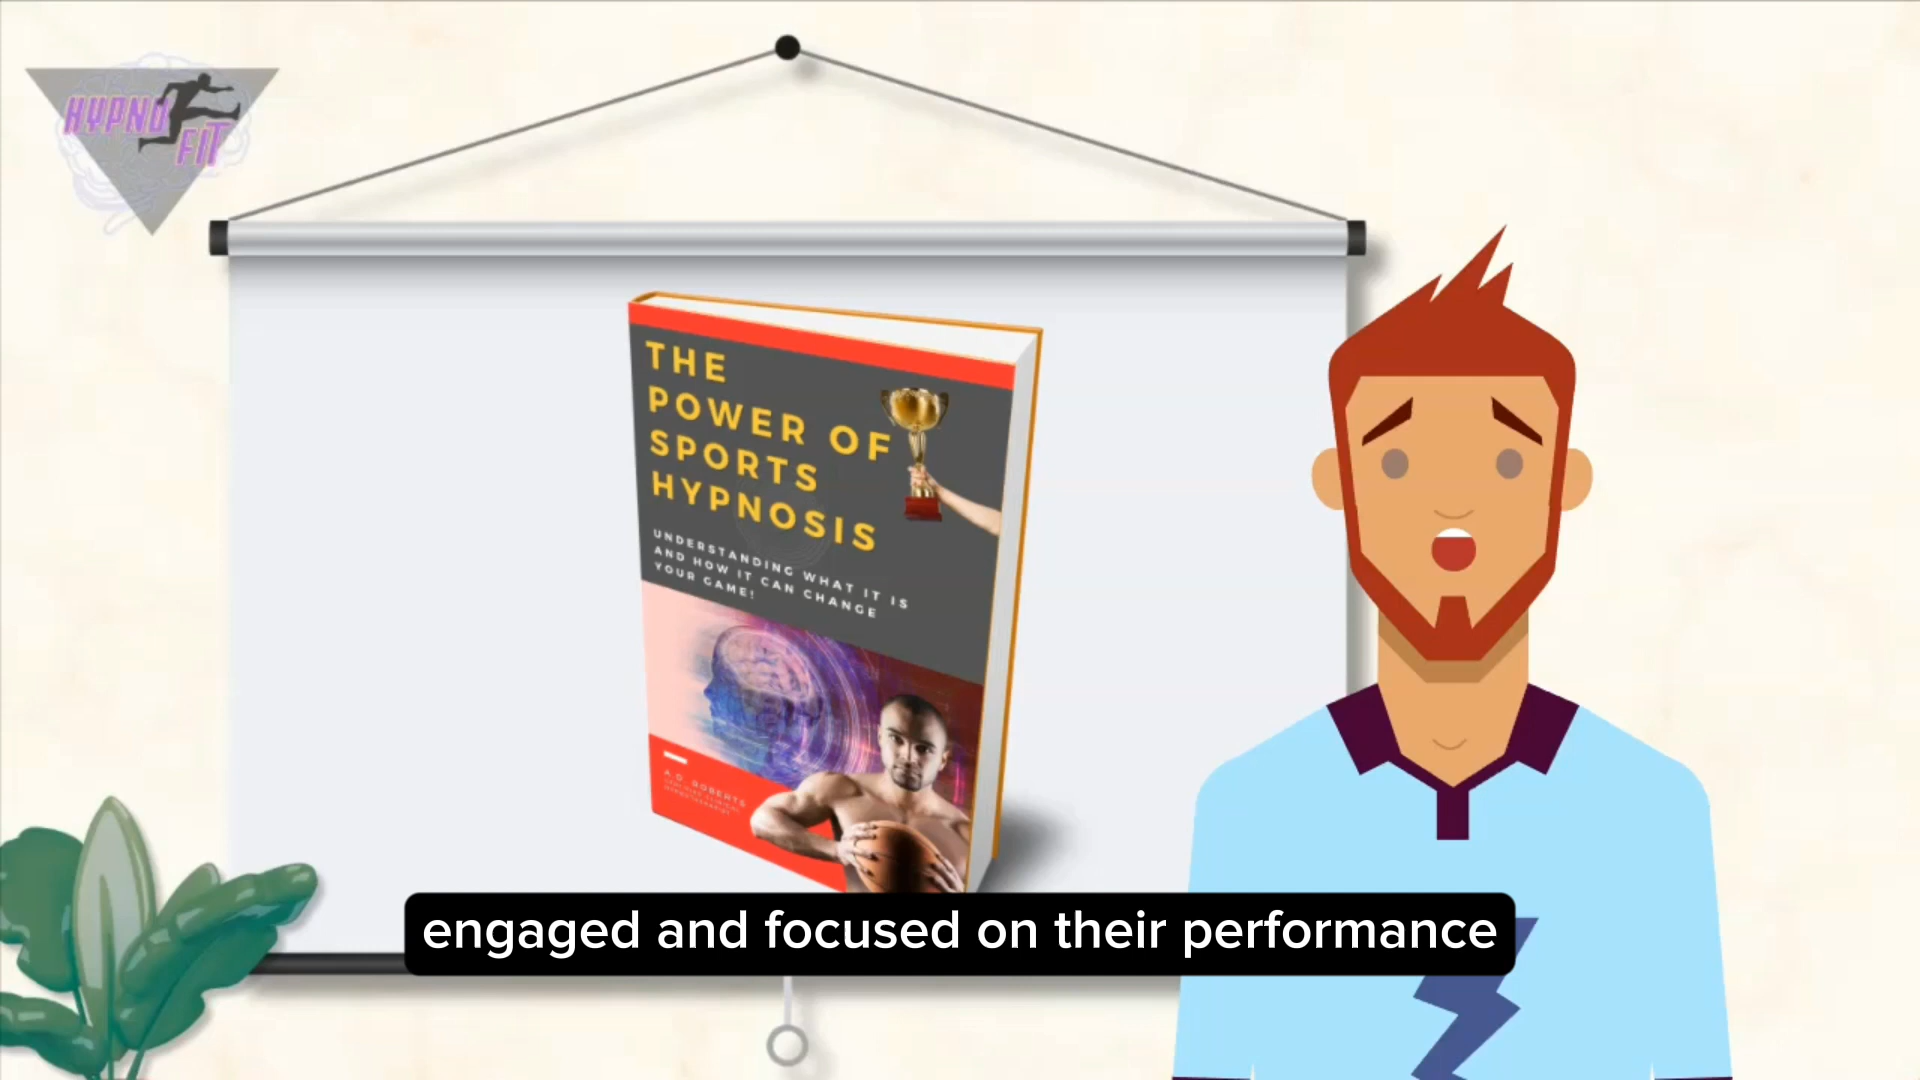 HYPNO
FIT
THE
POWER OF
SPORTS
HYPNOSIS
UNDERSTANDING WHAT IT IS
AND HOW IT CAN CHANGE
YOUR GAME!
A.D. ROBERTS
engaged and focused on their performance